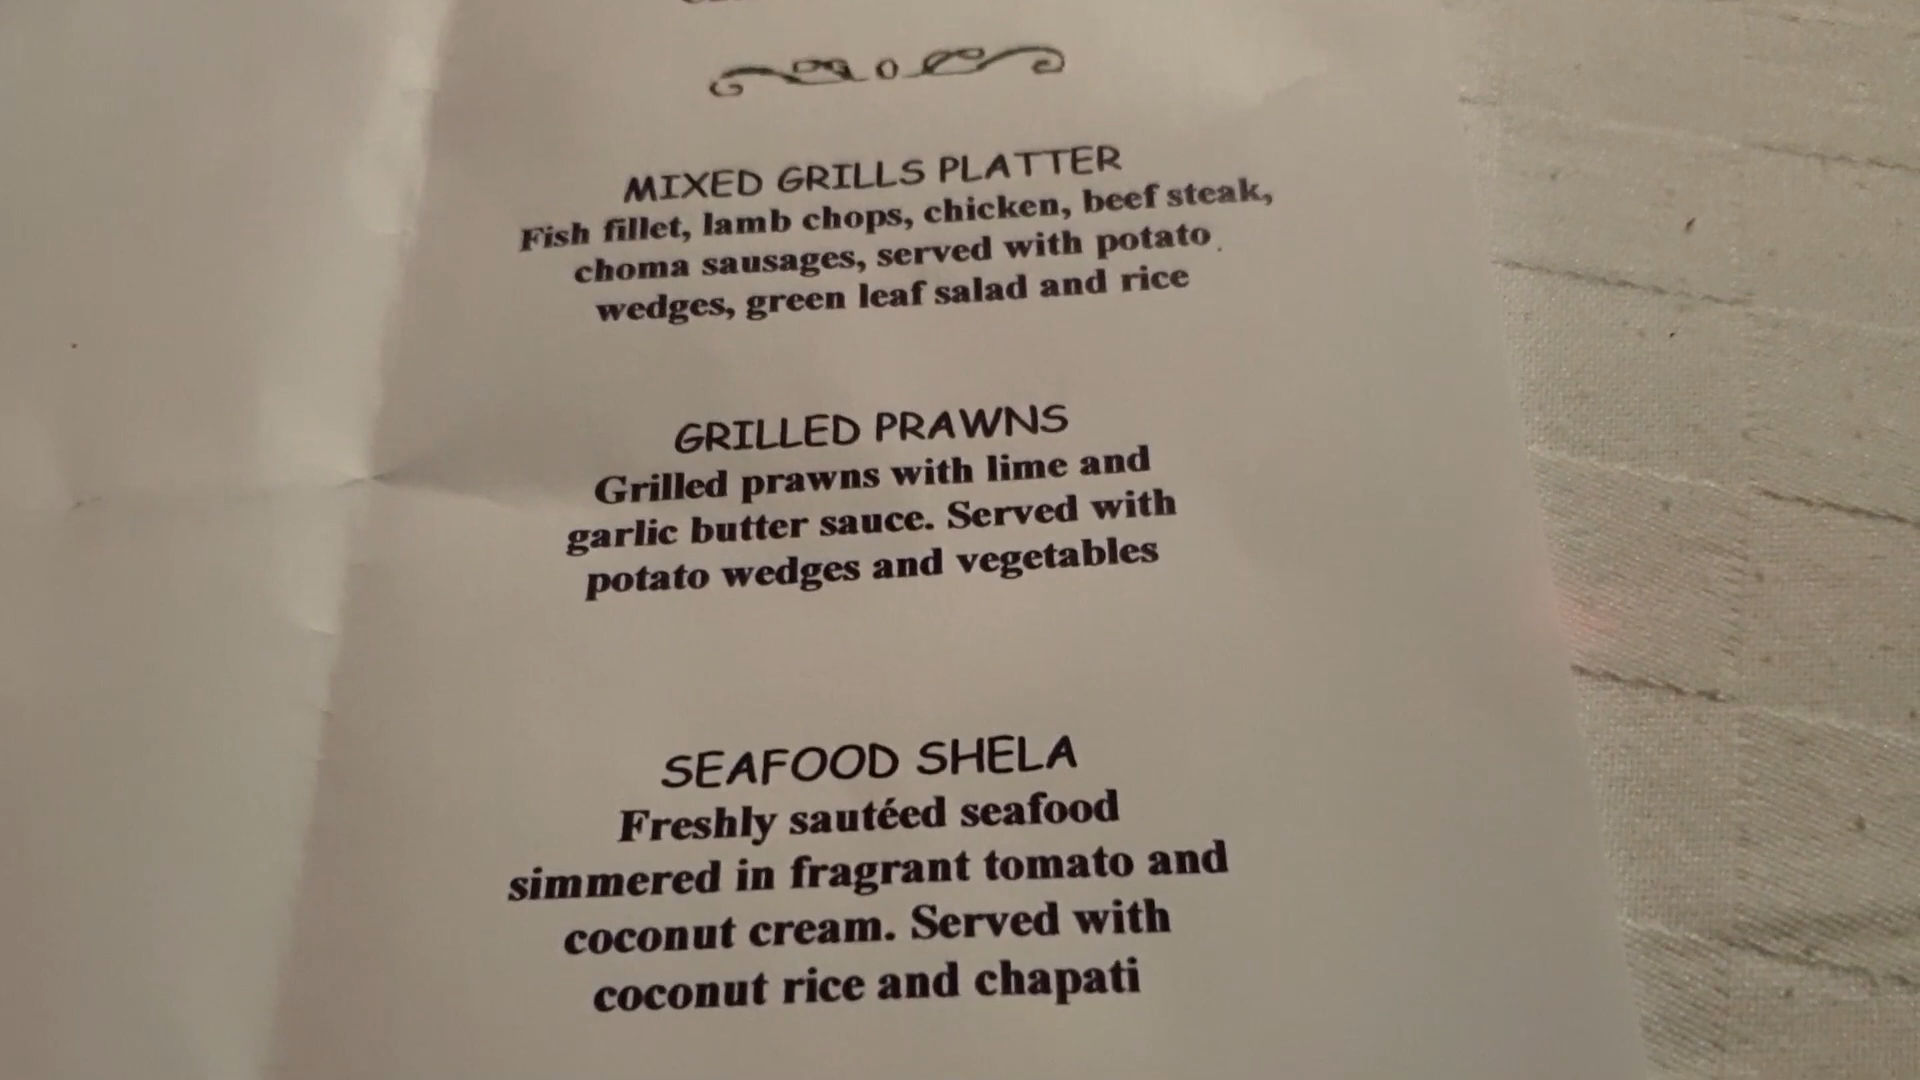 MIXED GRILLS PLATTER
Fish fillet, lamb chops, chicken, beef steak,
choma sausages, served with potato
wedges, green leaf salad and rice
GRILLED PRAWNS
Grilled prawns with lime and
garlic butter sauce. Served with
potato wedges and vegetables
SEAFOOD SHELA
Freshly sautéed seafood
simmered in fragrant tomato and
coconut cream. Served with
coconut rice and chapati